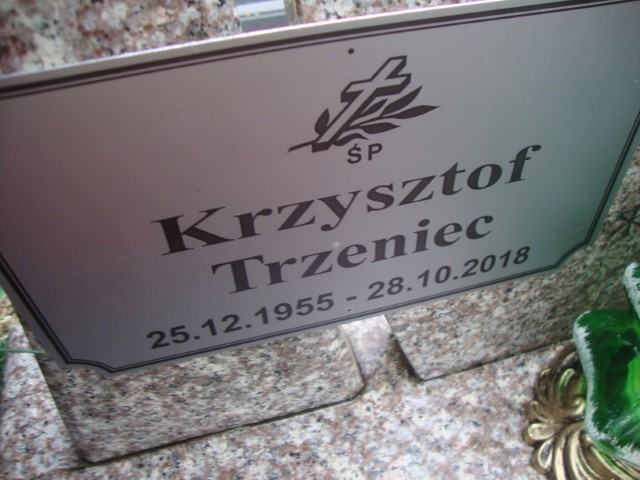 ŚP
Krzysztof
Trzeniec
25.12.1955 - 28.10.2018